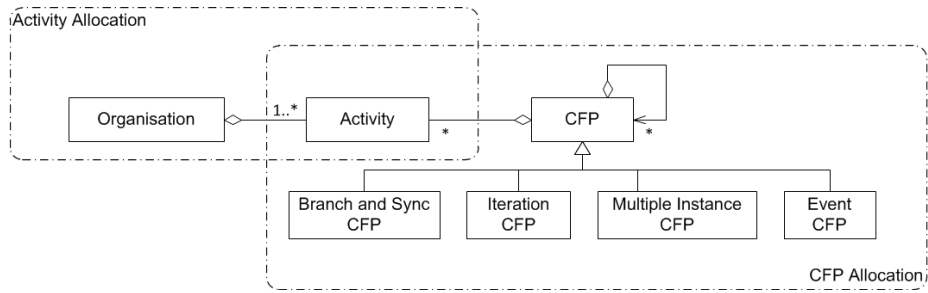 Activity Allocation
Organisation
1..*
Activity
*
CFP
*
Branch and Sync
CFP
Iteration
CFP
Multiple Instance
CFP
Event
CFP
CFP Allocation